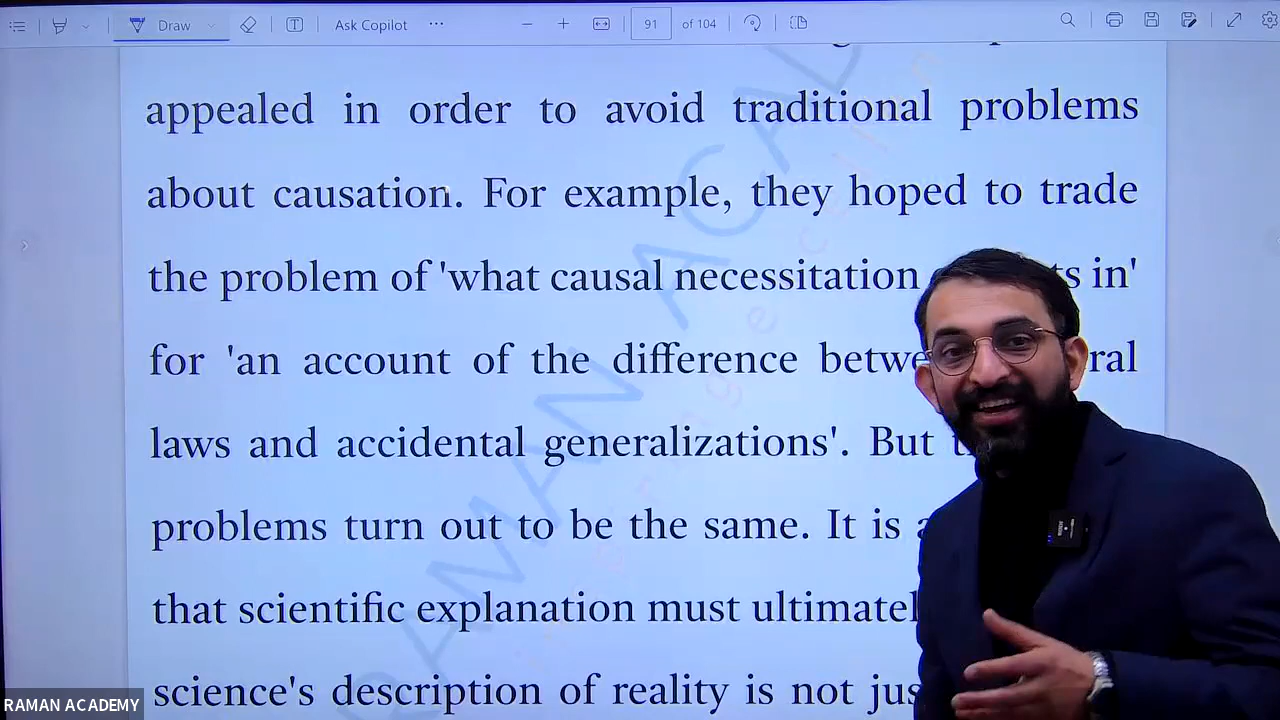 Draw
Ask Copilot
91 of 104
appealed in order to avoid traditional problems
about causation. For example, they hoped to trade
the problem of 'what causal necessitation in'
for 'an account of the difference
laws and accidental generalizations'. But
problems turn out to be the same. It is
that scientific explanation must
science's description of reality is not
RAMAN ACAD
RAMAN ACADEMY